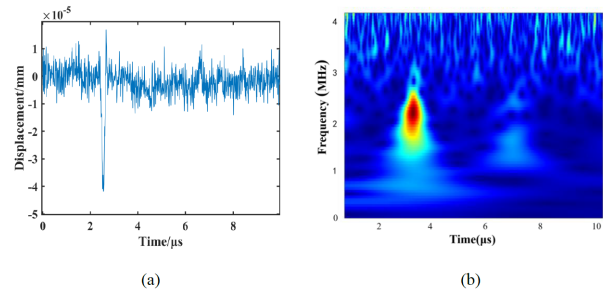 ×10⁻⁵
1
0
-1
-2
-3
-4
-5
Displacement/mm
0 2 4 6 8
Time/μs
(a)
4
3
2
1
0
Frequency (MHz)
2 4 6 8 10
Time(μs)
(b)